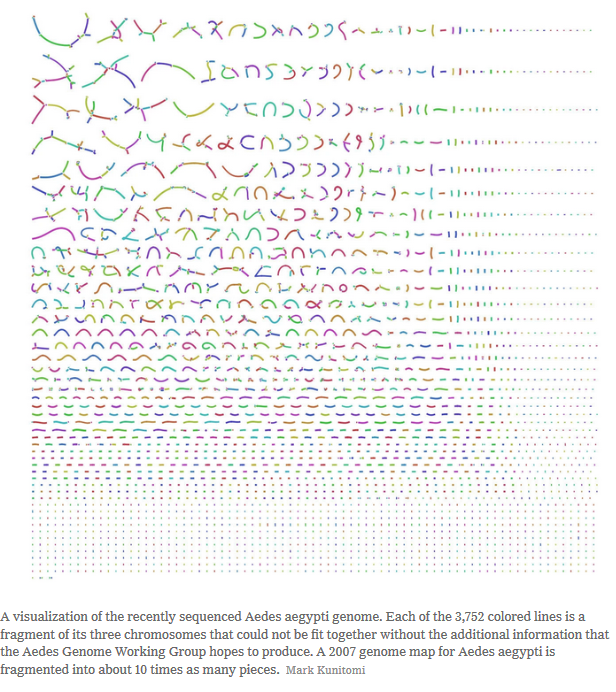 A visualization of the recently sequenced Aedes aegypti genome. Each of the 3,752 colored lines is a
fragment of its three chromosomes that could not be fit together without the additional information that
the Aedes Genome Working Group hopes to produce. A 2007 genome map for Aedes aegypti is
fragmented into about 10 times as many pieces. Mark Kunitomi